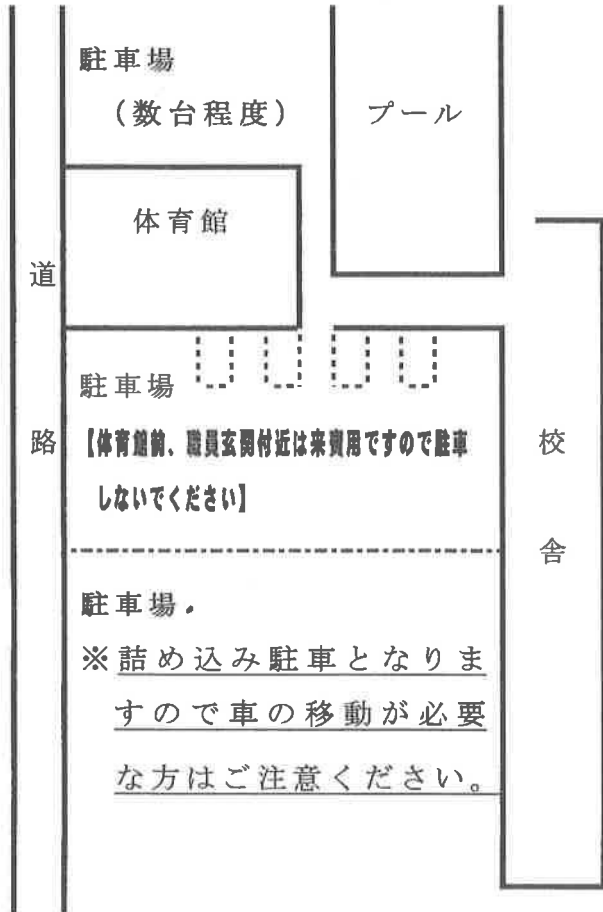 駐車場
（数台程度）
プール
体育館
道路
駐車場
【体育館前、職員玄関付近は来賓用ですので駐車
しないでください】
校舎
駐車場．
※詰め込み駐車となりま
すので車の移動が必要
な方はご注意ください。